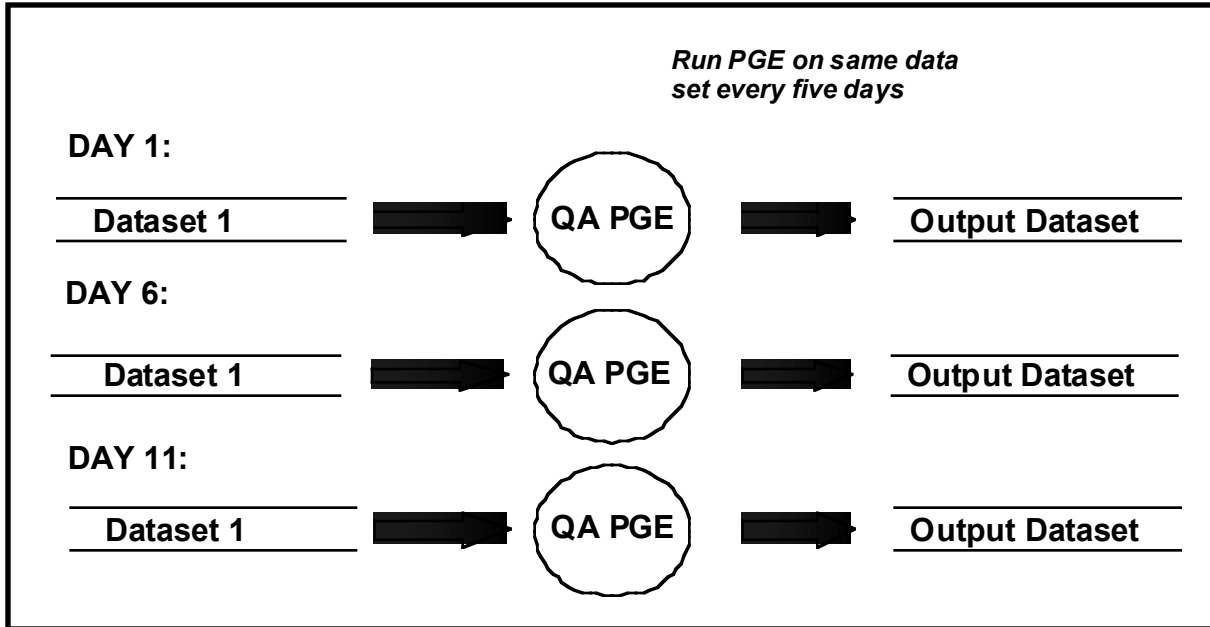 Run PGE on same data
set every five days
DAY 1:
Dataset 1
QA PGE
Output Dataset
DAY 6:
Dataset 1
QA PGE
Output Dataset
DAY 11:
Dataset 1
QA PGE
Output Dataset